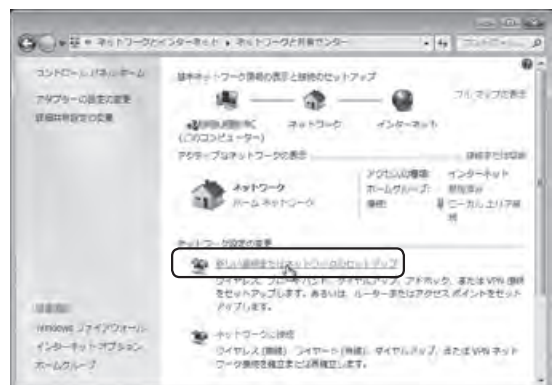 ネットワークとインターネット ▸ ネットワークと共有センター
コントロール パネル ホーム
アダプターの設定の変更
詳細共有設定の変更
基本ネットワーク情報の表示と接続のセットアップ
フル マップの表示
(このコンピューター)
ネットワーク
インターネット
アクティブなネットワークの表示
接続または切断
ネットワーク
ホーム ネットワーク
アクセスの種類: インターネット
ホームグループ:
接続: ローカル エリア接
続
ネットワーク設定の変更
新しい接続またはネットワークのセットアップ
ワイヤレス、ブロードバンド、ダイヤルアップ、アドホック、または VPN 接続
をセットアップします。あるいは、ルーターまたはアクセス ポイントをセット
アップします。
ネットワークに接続
ワイヤレス (無線)、ワイヤード (有線)、ダイヤルアップ、または VPN ネット
ワーク接続を確立または再確立します。
関連項目
Windows ファイアウォール
インターネット オプション
ホームグループ